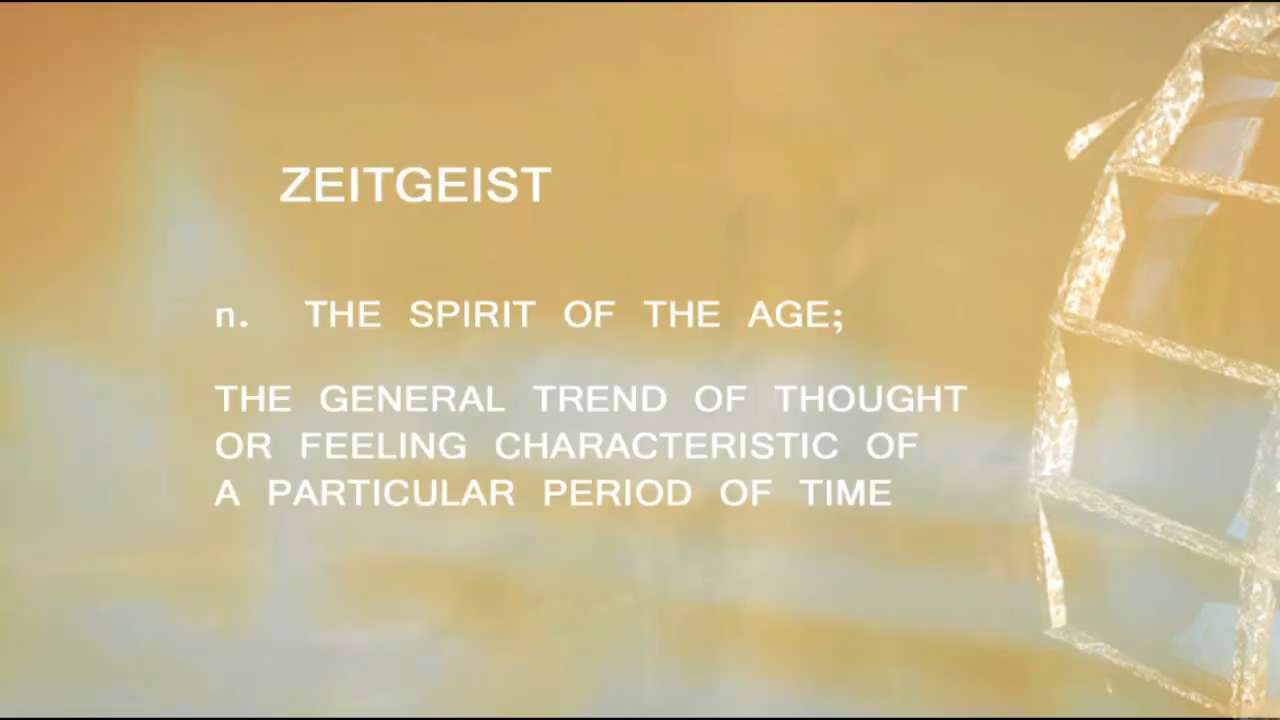 ZEITGEIST
n. THE SPIRIT OF THE AGE;
THE GENERAL TREND OF THOUGHT
OR FEELING CHARACTERISTIC OF
A PARTICULAR PERIOD OF TIME